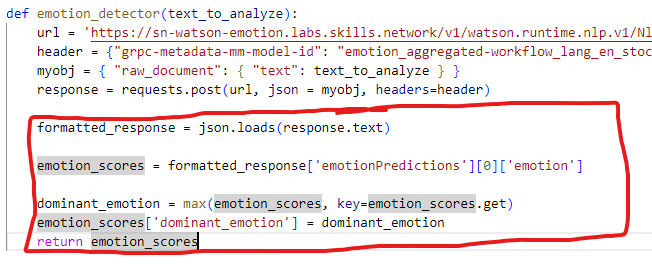 def emotion_detector(text_to_analyze):
url = 'https://sn-watson-emotion.labs.skills.network/v1/watson.runtime.nlp.v1/Nl
header = {"grpc-metadata-mm-model-id": "emotion_aggregated-workflow_lang_en_stoc
myobj = { "raw_document": { "text": text_to_analyze } }
response = requests.post(url, json = myobj, headers=header)
formatted_response = json.loads(response.text)
emotion_scores = formatted_response['emotionPredictions'][0]['emotion']
dominant_emotion = max(emotion_scores, key=emotion_scores.get)
emotion_scores['dominant_emotion'] = dominant_emotion
return emotion_scores